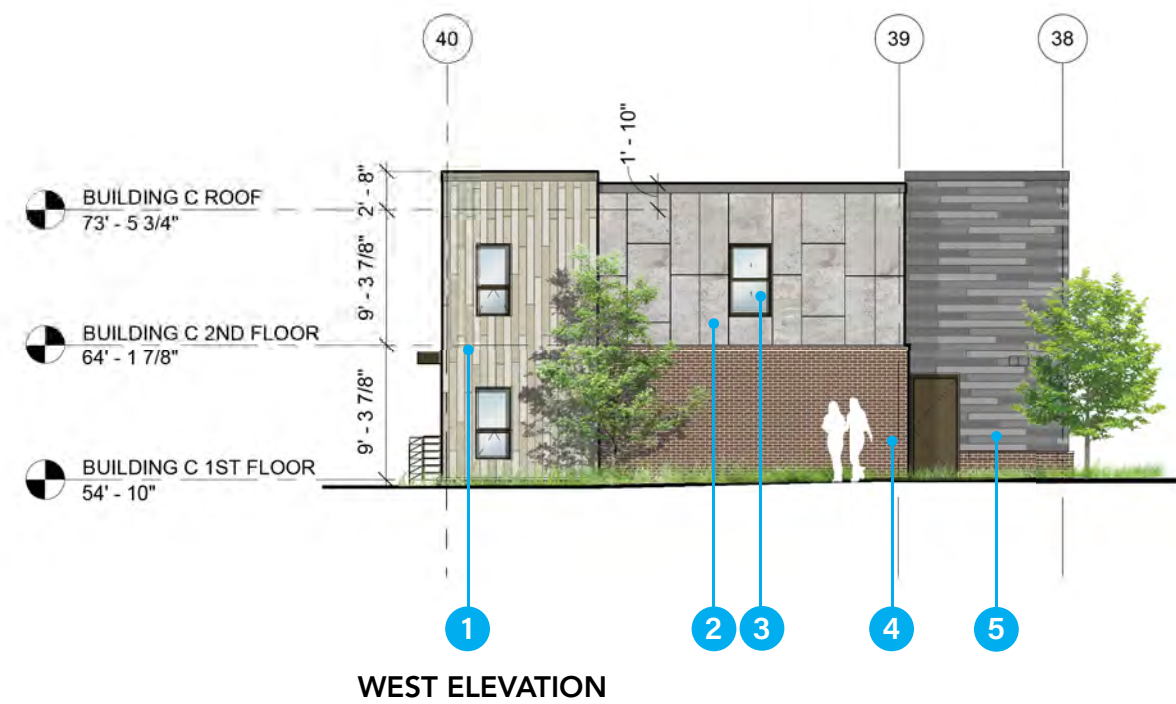 40
39
38
1' - 10"
2' - 8"
BUILDING C ROOF
73' - 5 3/4"
9' - 3 7/8"
BUILDING C 2ND FLOOR
64' - 1 7/8"
9' - 3 7/8"
BUILDING C 1ST FLOOR
54' - 10"
1
2
3
4
5
WEST ELEVATION